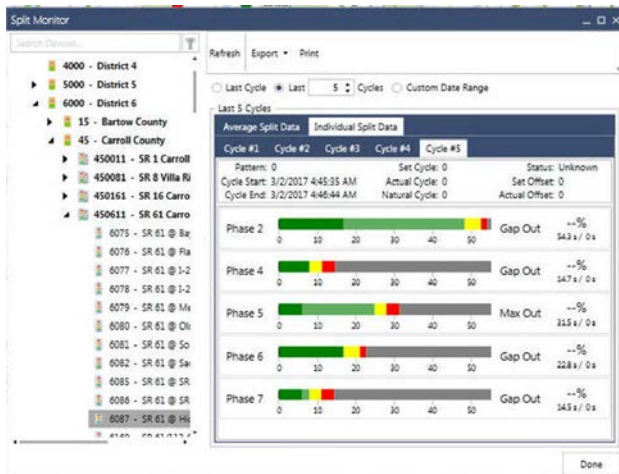 Split Monitor
Search Devices...
4000 - District 4
5000 - District 5
6000 - District 6
15 - Bartow County
45 - Carroll County
450011 - SR 1 Carroll
450081 - SR 8 Villa Ri
450161 - SR 16 Carro
450611 - SR 61 Carro
6075 - SR 61 @ Ba
6076 - SR 61 @ Fla
6077 - SR 61 @ I-2
6078 - SR 61 @ I-2
6079 - SR 61 @ Me
6080 - SR 61 @ Ol
6081 - SR 61 @ So
6082 - SR 61 @ Sa
6085 - SR 61 @ SR
6086 - SR 61 @ SR
6087 - SR 61 @ Hic
Refresh Export Print
Last Cycle Last 5 Cycles Custom Date Range
Last 5 Cycles
Average Split Data Individual Split Data
Cycle #1 Cycle #2 Cycle #3 Cycle #4 Cycle #5
Pattern: 0 Set Cycle: 0 Status: Unknown
Cycle Start: 3/2/2017 4:45:35 AM Actual Cycle: 0 Set Offset: 0
Cycle End: 3/2/2017 4:46:44 AM Natural Cycle: 0 Actual Offset: 0
Phase 2 Gap Out --%
0 10 20 30 40 50 54.3 s / 0 s
Phase 4 Gap Out --%
0 10 20 30 40 50 14.7 s / 0 s
Phase 5 Max Out --%
0 10 20 30 40 50 31.5 s / 0 s
Phase 6 Gap Out --%
0 10 20 30 40 50 22.8 s / 0 s
Phase 7 Gap Out --%
0 10 20 30 40 50 14.5 s / 0 s
Done